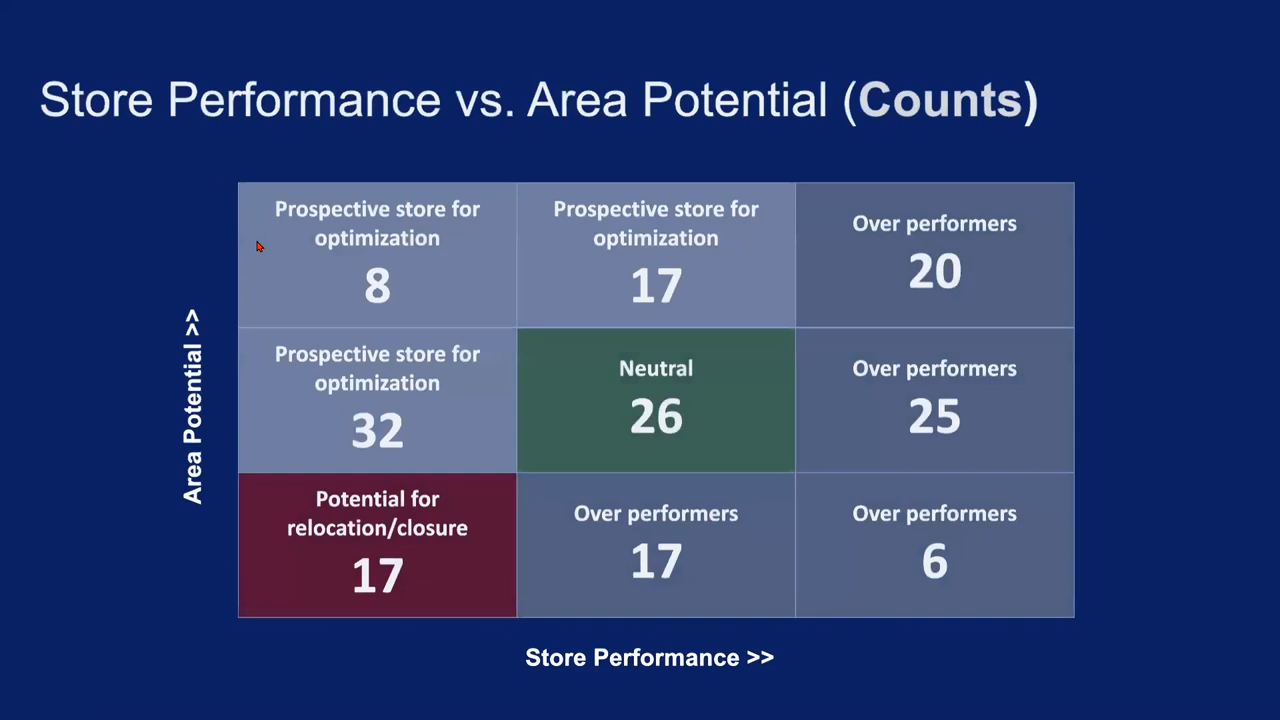 Store Performance vs. Area Potential (Counts)
Prospective store for
optimization
8
Prospective store for
optimization
17
Over performers
20
Prospective store for
optimization
32
Neutral
26
Over performers
25
Potential for
relocation/closure
17
Over performers
17
Over performers
6
Area Potential >>
Store Performance >>